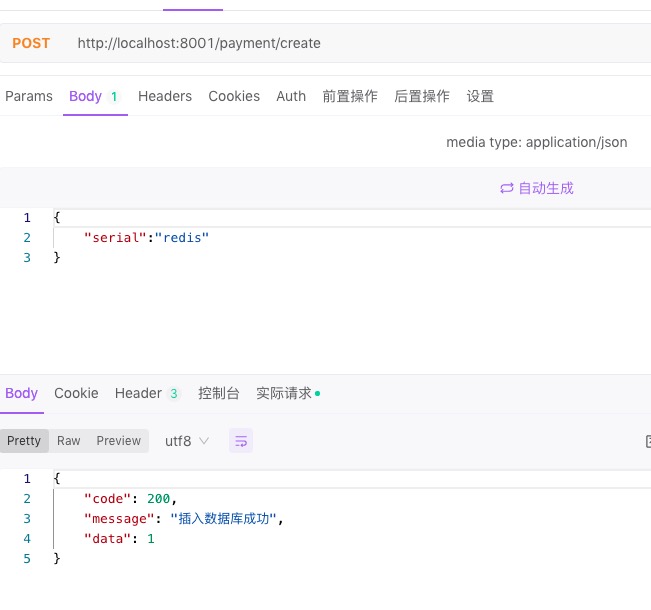 POST http://localhost:8001/payment/create
Params Body 1 Headers Cookies Auth 前置操作 后置操作 设置
media type: application/json
自动生成
1 {
2 "serial":"redis"
3 }
Body Cookie Header 3 控制台 实际请求
Pretty Raw Preview utf8
1 {
2 "code": 200,
3 "message": "插入数据库成功",
4 "data": 1
5 }